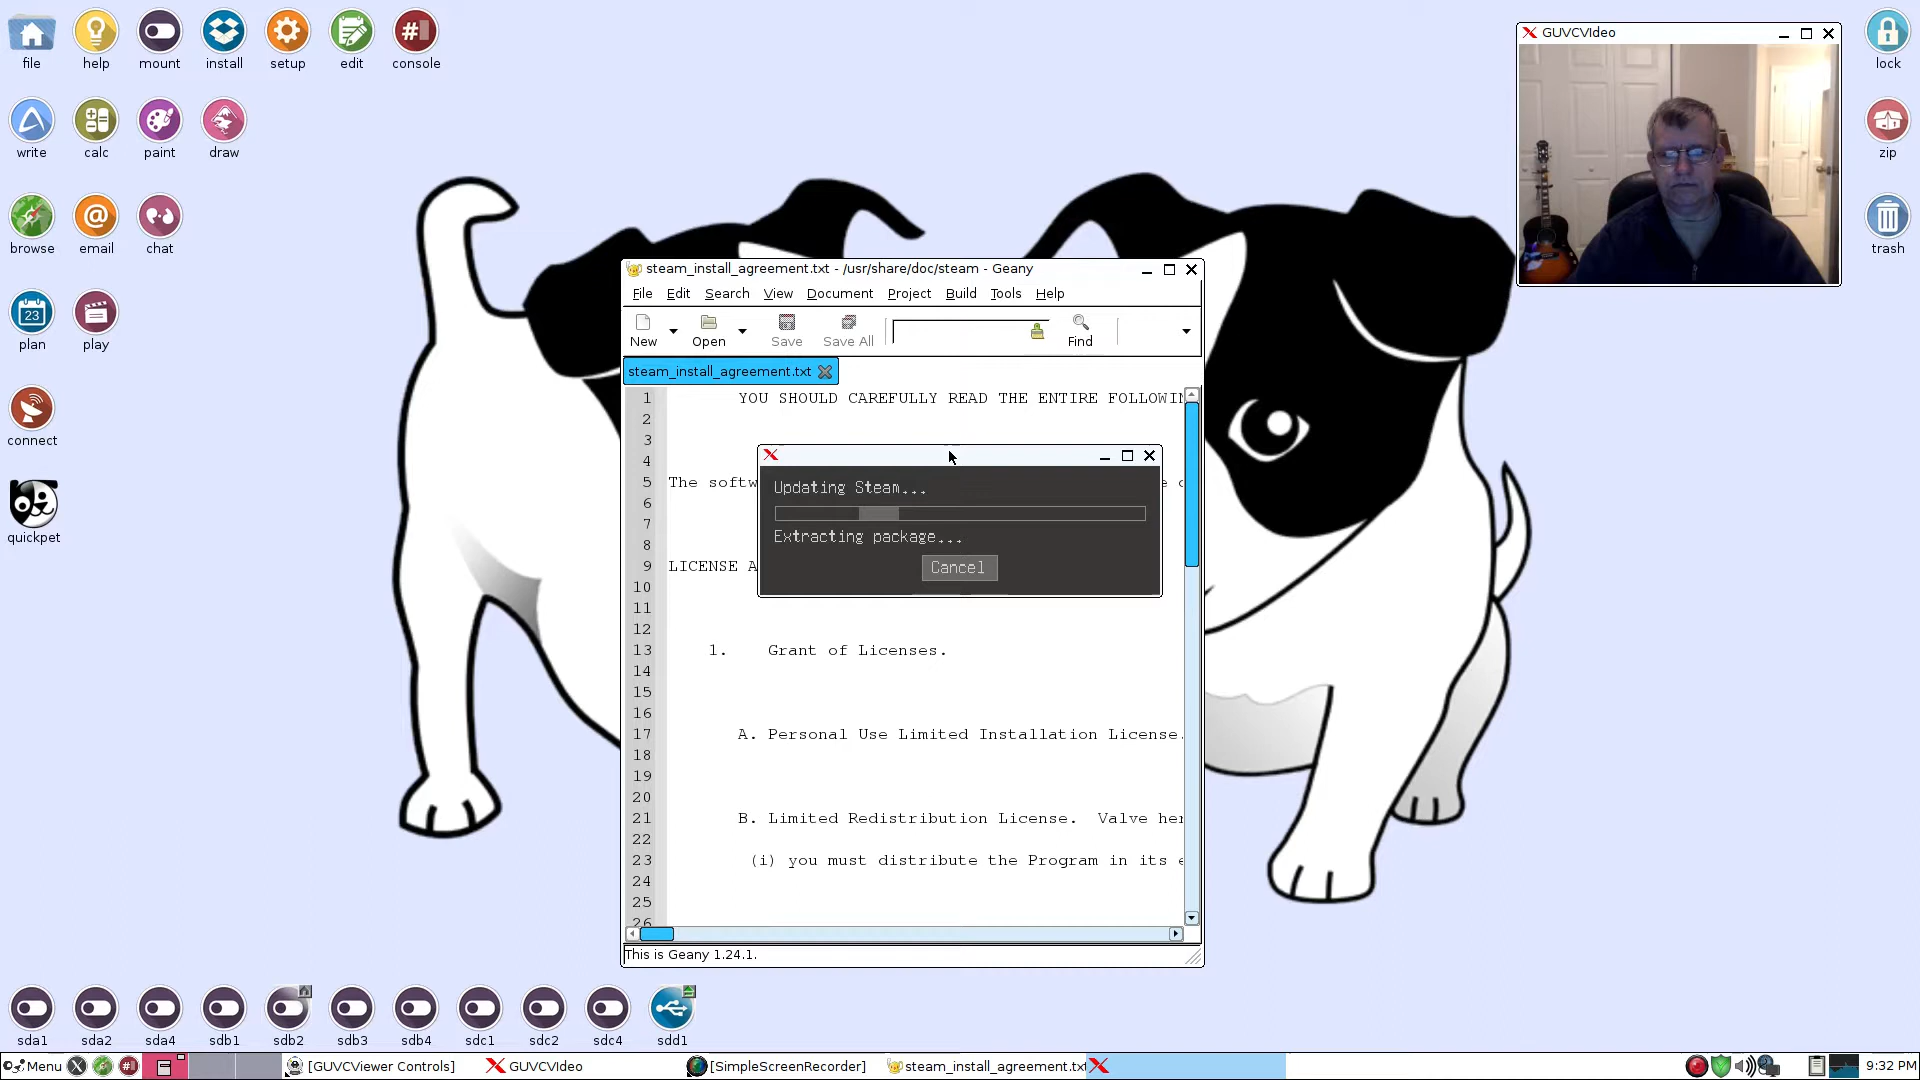 file
help
mount
install
setup
edit
console
write
calc
paint
draw
browse
email
chat
23
plan
play
connect
quickpet
GUVCVIdeo
lock
zip
trash
steam_install_agreement.txt - /usr/share/doc/steam - Geany
File Edit Search View Document Project Build Tools Help
New Open Save Save All Find
steam_install_agreement.txt
1 YOU SHOULD CAREFULLY READ THE ENTIRE FOLLOWIN
2
3
4
5 The softw
6
7
8
9 LICENSE A
10
11
12
13 1. Grant of Licenses.
14
15
16
17 A. Personal Use Limited Installation License.
18
19
20
21 B. Limited Redistribution License. Valve her
22
23 (i) you must distribute the Program in its e
24
25
26
Updating Steam...
Extracting package...
Cancel
This is Geany 1.24.1.
sda1
sda2
sda4
sdb1
sdb2
sdb3
sdb4
sdc1
sdc2
sdc4
sdd1
Menu [GUVCViewer Controls] GUVCVIdeo [SimpleScreenRecorder] steam_install_agreement.txt 9:32 PM